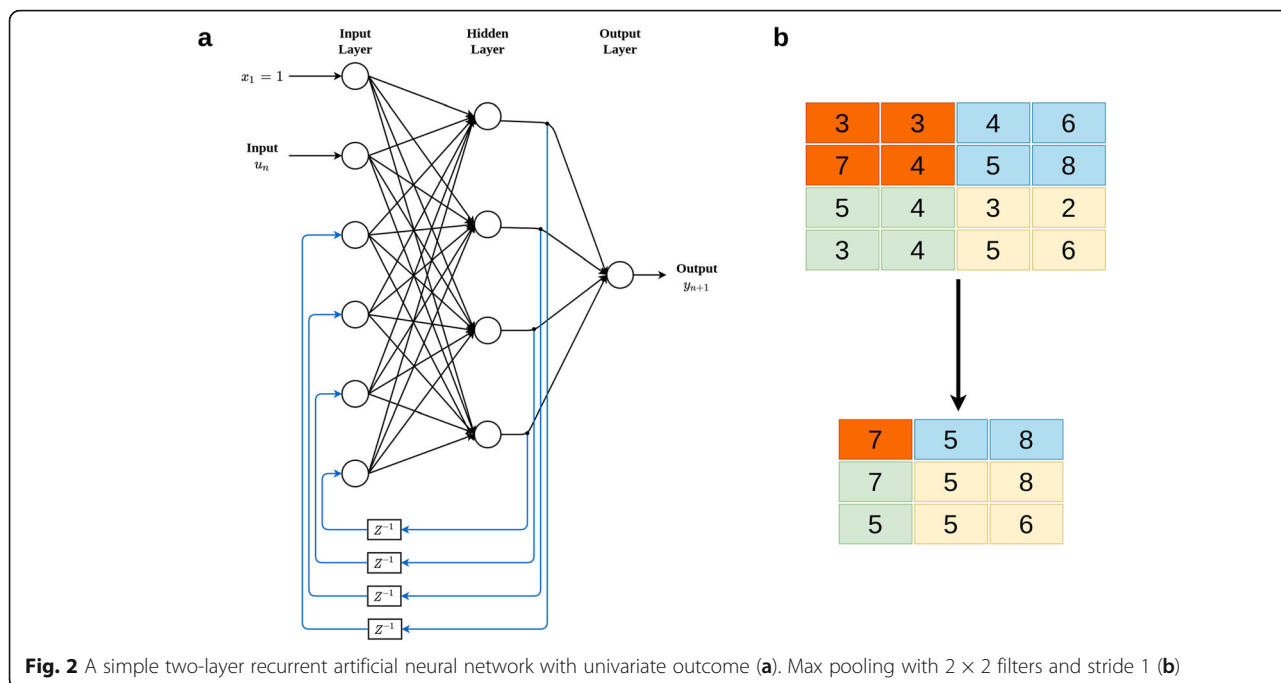 a
Input
Layer
Hidden
Layer
Output
Layer
x₁ = 1
Input
uₙ
Output
yₙ₊₁
Z⁻¹
Z⁻¹
Z⁻¹
Z⁻¹
b
3 3 4 6
7 4 5 8
5 4 3 2
3 4 5 6
7 5 8
7 5 8
5 5 6
Fig. 2 A simple two-layer recurrent artificial neural network with univariate outcome (a). Max pooling with 2 × 2 filters and stride 1 (b)